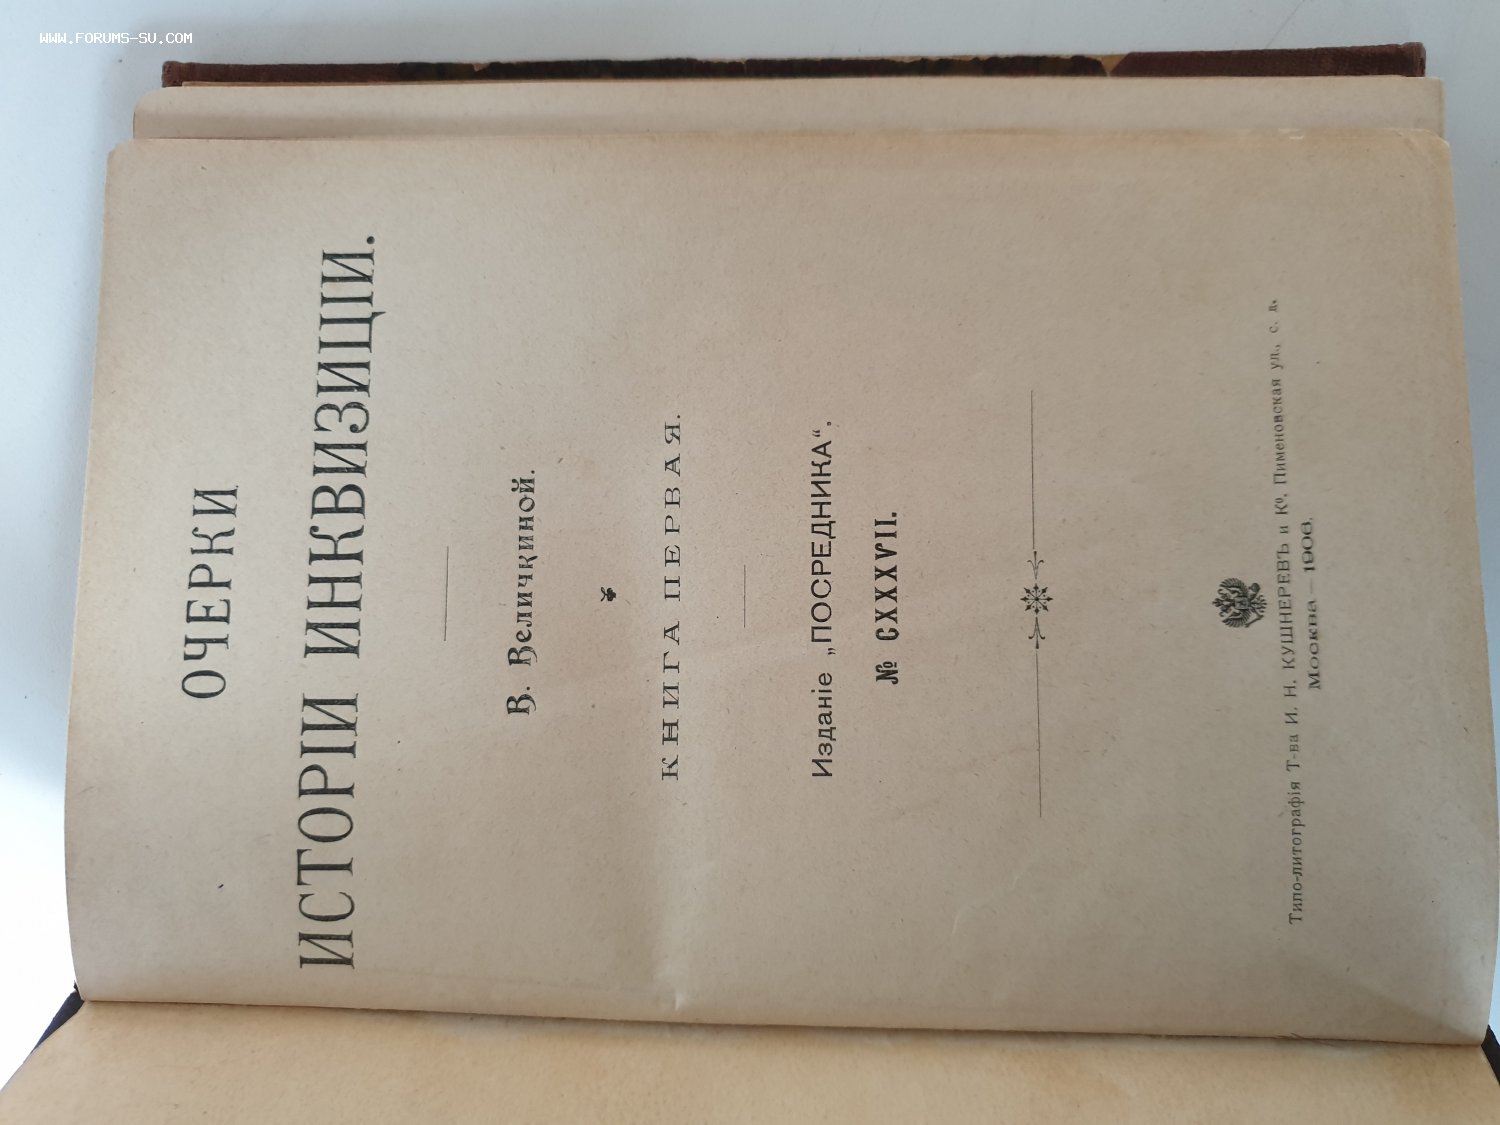 WWW.FORUMS-SU.COM
ОЧЕРКИ
ИСТОРІИ ИНКВИЗИЦІИ.
В. Величкиной.
КНИГА ПЕРВАЯ.
Изданіе „ПОСРЕДНИКА“.
№ CXXXVII.
Типо-литографія Т-ва И. Н. КУШНЕРЕВЪ и К⁰. Пименовская ул., с. д.
Москва — 1906.